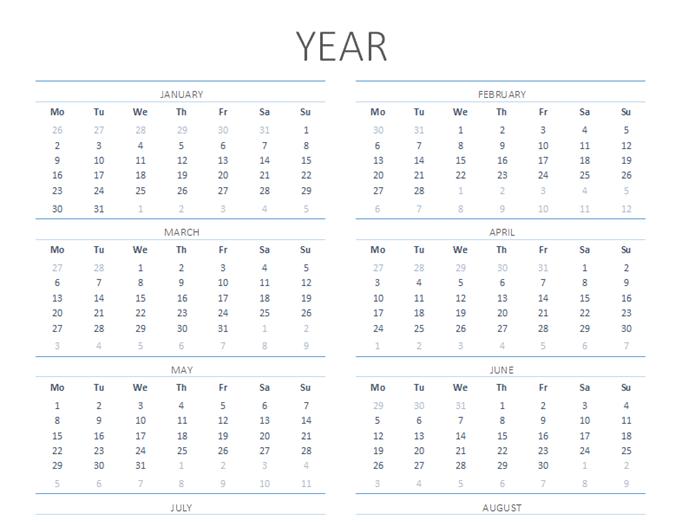 YEAR
JANUARY
Mo Tu We Th Fr Sa Su
26 27 28 29 30 31 1
2 3 4 5 6 7 8
9 10 11 12 13 14 15
16 17 18 19 20 21 22
23 24 25 26 27 28 29
30 31 1 2 3 4 5
FEBRUARY
Mo Tu We Th Fr Sa Su
30 31 1 2 3 4 5
6 7 8 9 10 11 12
13 14 15 16 17 18 19
20 21 22 23 24 25 26
27 28 1 2 3 4 5
6 7 8 9 10 11 12
MARCH
Mo Tu We Th Fr Sa Su
27 28 1 2 3 4 5
6 7 8 9 10 11 12
13 14 15 16 17 18 19
20 21 22 23 24 25 26
27 28 29 30 31 1 2
3 4 5 6 7 8 9
APRIL
Mo Tu We Th Fr Sa Su
27 28 29 30 31 1 2
3 4 5 6 7 8 9
10 11 12 13 14 15 16
17 18 19 20 21 22 23
24 25 26 27 28 29 30
1 2 3 4 5 6 7
MAY
Mo Tu We Th Fr Sa Su
1 2 3 4 5 6 7
8 9 10 11 12 13 14
15 16 17 18 19 20 21
22 23 24 25 26 27 28
29 30 31 1 2 3 4
5 6 7 8 9 10 11
JUNE
Mo Tu We Th Fr Sa Su
29 30 31 1 2 3 4
5 6 7 8 9 10 11
12 13 14 15 16 17 18
19 20 21 22 23 24 25
26 27 28 29 30 1 2
3 4 5 6 7 8 9
JULY
AUGUST